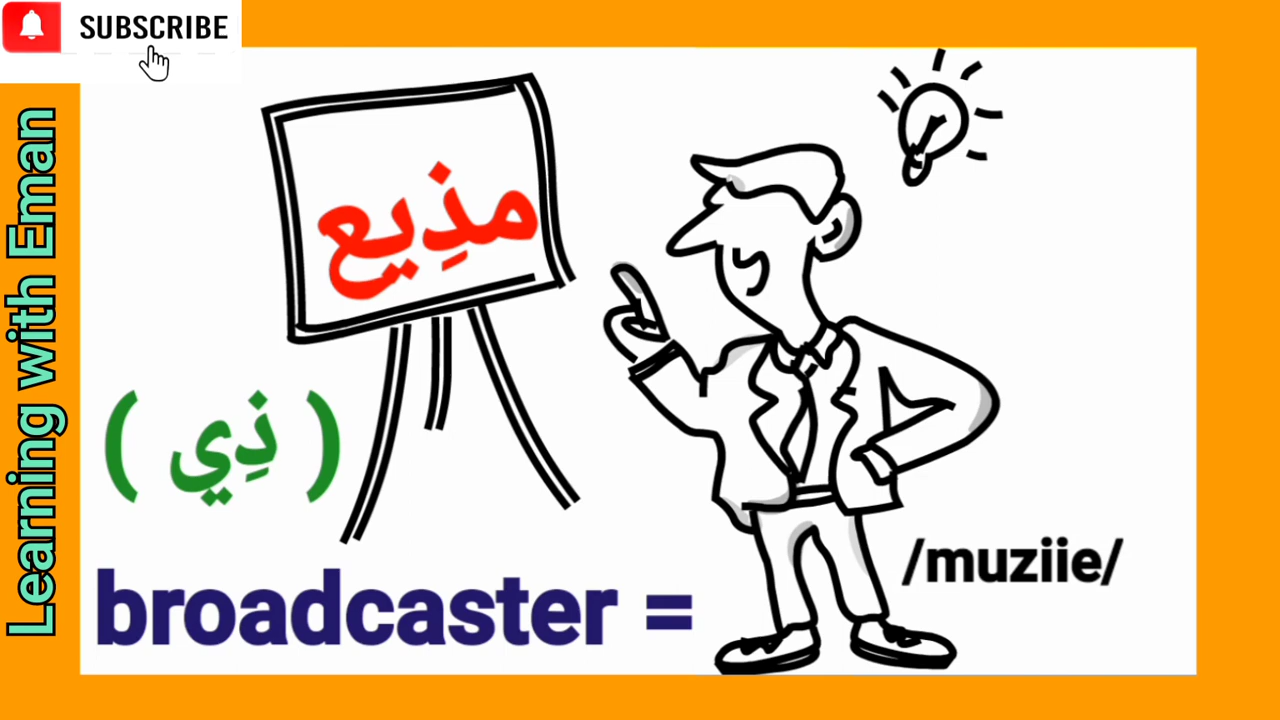 SUBSCRIBE
Learning with Eman
مذِيع
( ذِي )
/muziie/
broadcaster =